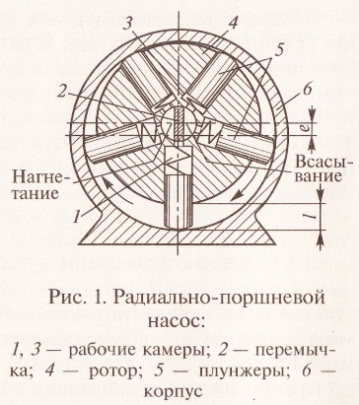 3
4
5
2
6
e
Нагне-
тание
Всасы-
вание
1
l
Рис. 1. Радиально-поршневой
насос:
1, 3 — рабочие камеры; 2 — перемыч-
ка; 4 — ротор; 5 — плунжеры; 6 —
корпус